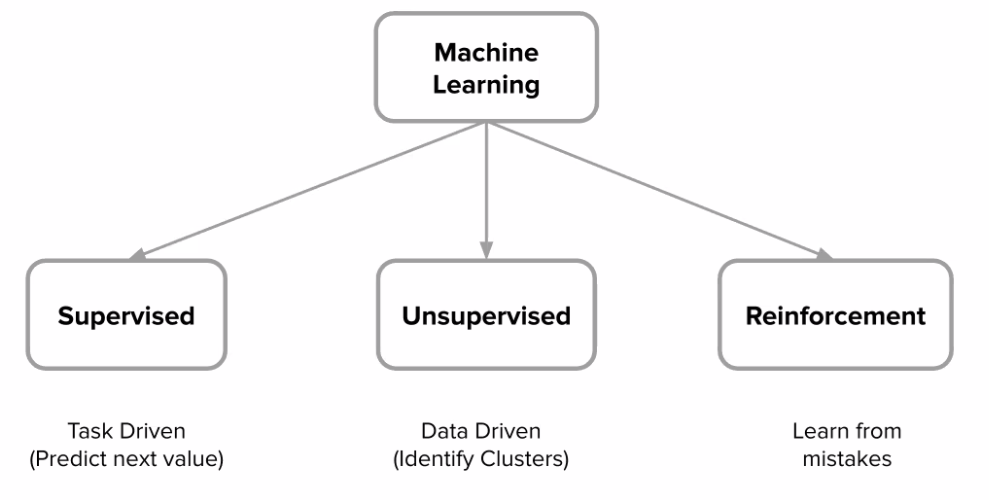 Machine
Learning
Supervised
Unsupervised
Reinforcement
Task Driven
(Predict next value)
Data Driven
(Identify Clusters)
Learn from
mistakes